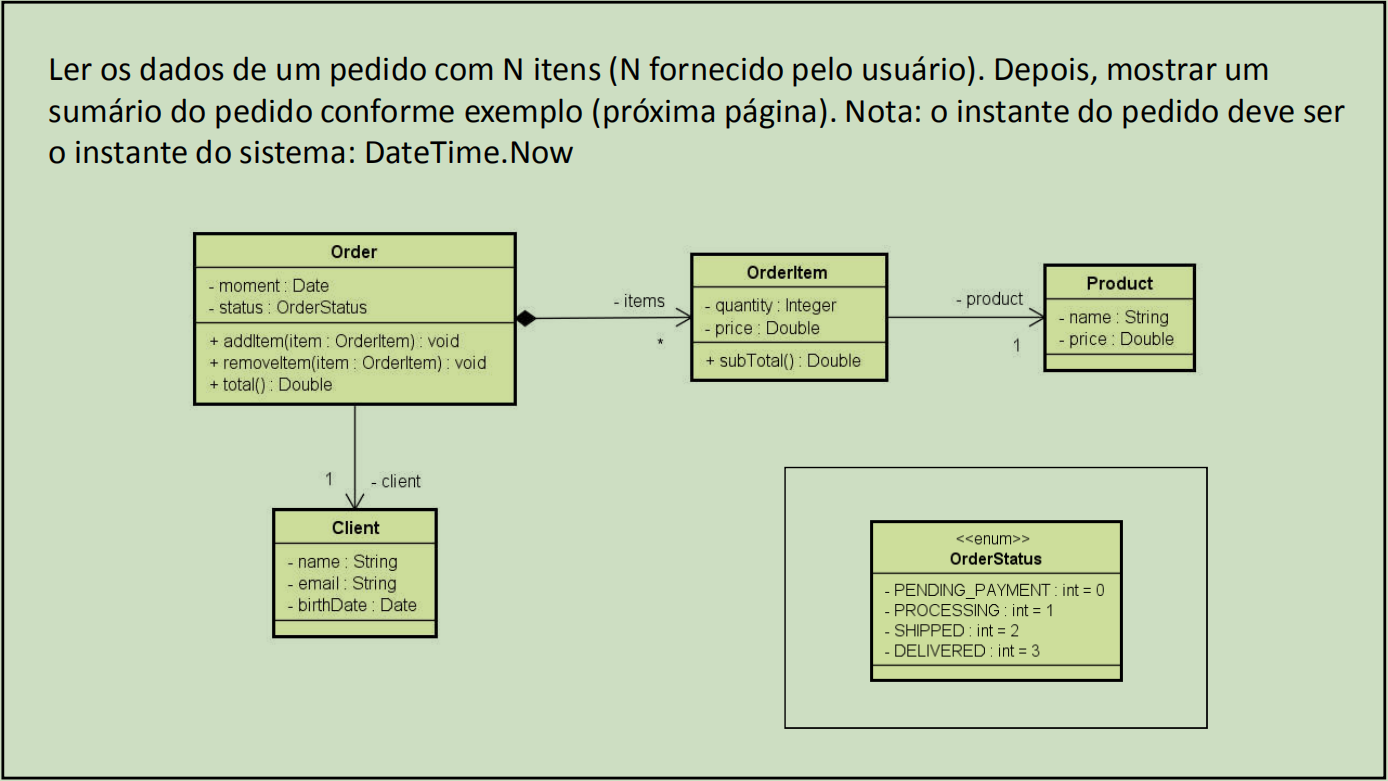 Ler os dados de um pedido com N itens (N fornecido pelo usuário). Depois, mostrar um
sumário do pedido conforme exemplo (próxima página). Nota: o instante do pedido deve ser
o instante do sistema: DateTime.Now
Order
- moment : Date
- status : OrderStatus
+ addItem(item : OrderItem) : void
+ removeItem(item : OrderItem) : void
+ total() : Double
- items
*
OrderItem
- quantity : Integer
- price : Double
+ subTotal() : Double
- product
1
Product
- name : String
- price : Double
1
- client
Client
- name : String
- email : String
- birthDate : Date
<<enum>>
OrderStatus
- PENDING_PAYMENT : int = 0
- PROCESSING : int = 1
- SHIPPED : int = 2
- DELIVERED : int = 3